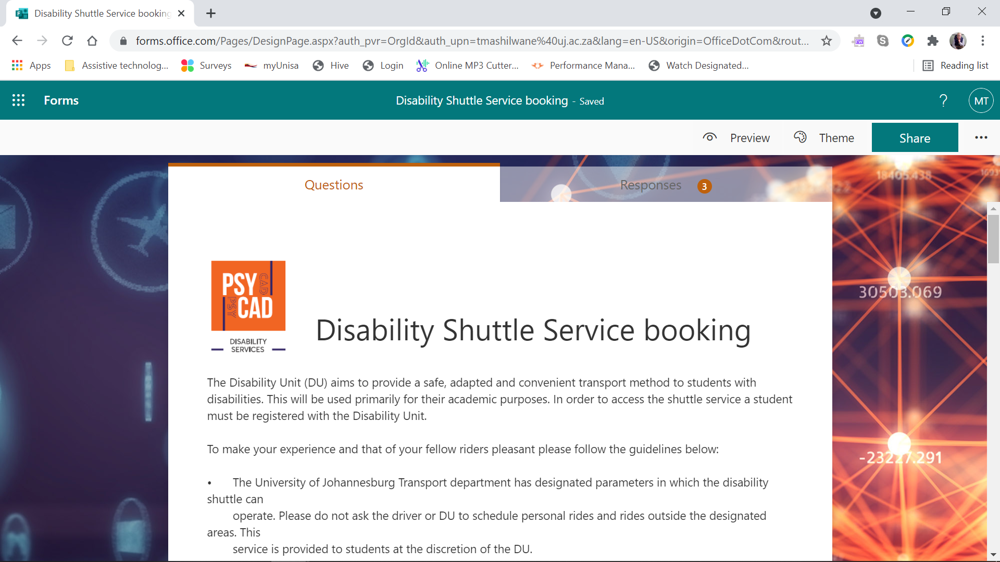 Disability Shuttle Service booking
forms.office.com/Pages/DesignPage.aspx?auth_pvr=OrgId&auth_upn=tmashilwane%40uj.ac.za&lang=en-US&origin=OfficeDotCom&rout...
Apps Assistive technolog... Surveys myUnisa Hive Login Online MP3 Cutter... Performance Mana... Watch Designated... Reading list
Forms Disability Shuttle Service booking - Saved ? MT
Preview Theme Share
Questions Responses 3
18405.438
30503.069
-23227.291
PSY CAD
PSY CAD
DISABILITY
SERVICES
Disability Shuttle Service booking
The Disability Unit (DU) aims to provide a safe, adapted and convenient transport method to students with
disabilities. This will be used primarily for their academic purposes. In order to access the shuttle service a student
must be registered with the Disability Unit.
To make your experience and that of your fellow riders pleasant please follow the guidelines below:
• The University of Johannesburg Transport department has designated parameters in which the disability
shuttle can
operate. Please do not ask the driver or DU to schedule personal rides and rides outside the designated
areas. This
service is provided to students at the discretion of the DU.